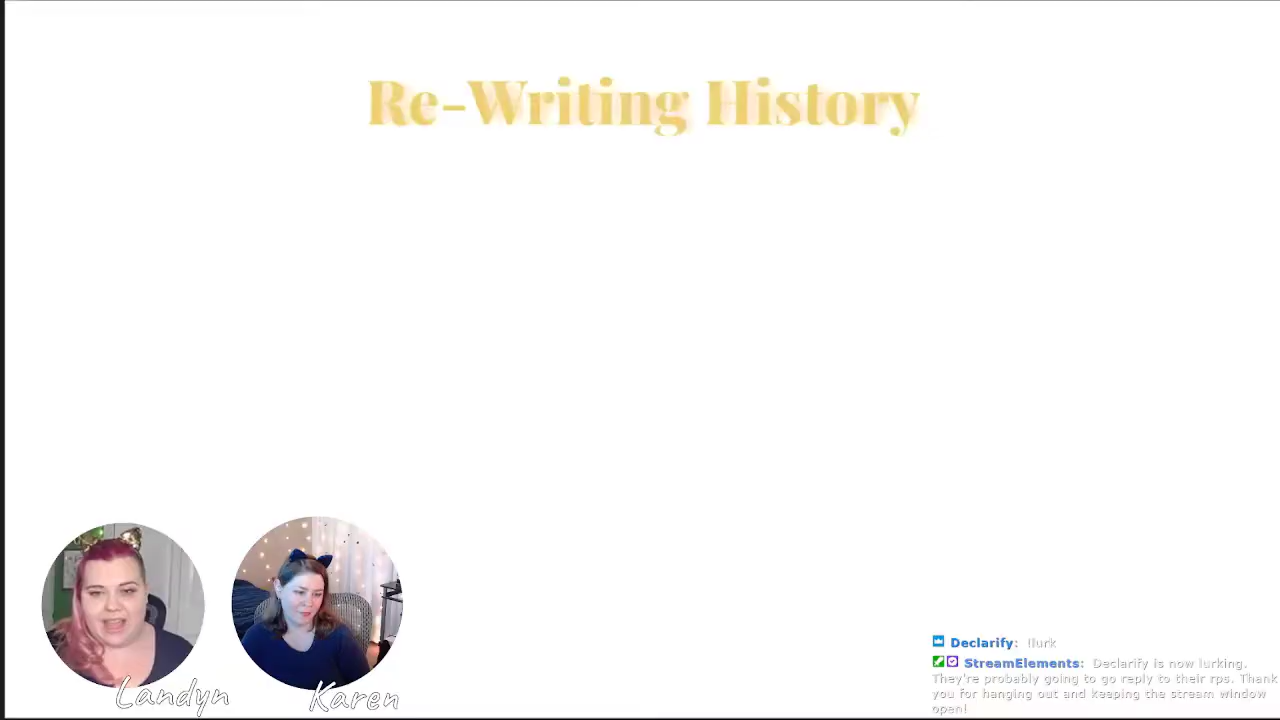 Re-Writing History
Landyn
Karen
Declarify: !lurk
StreamElements: Declarify is now lurking.
They're probably going to go reply to their rps. Thank
you for hanging out and keeping the stream window
open!